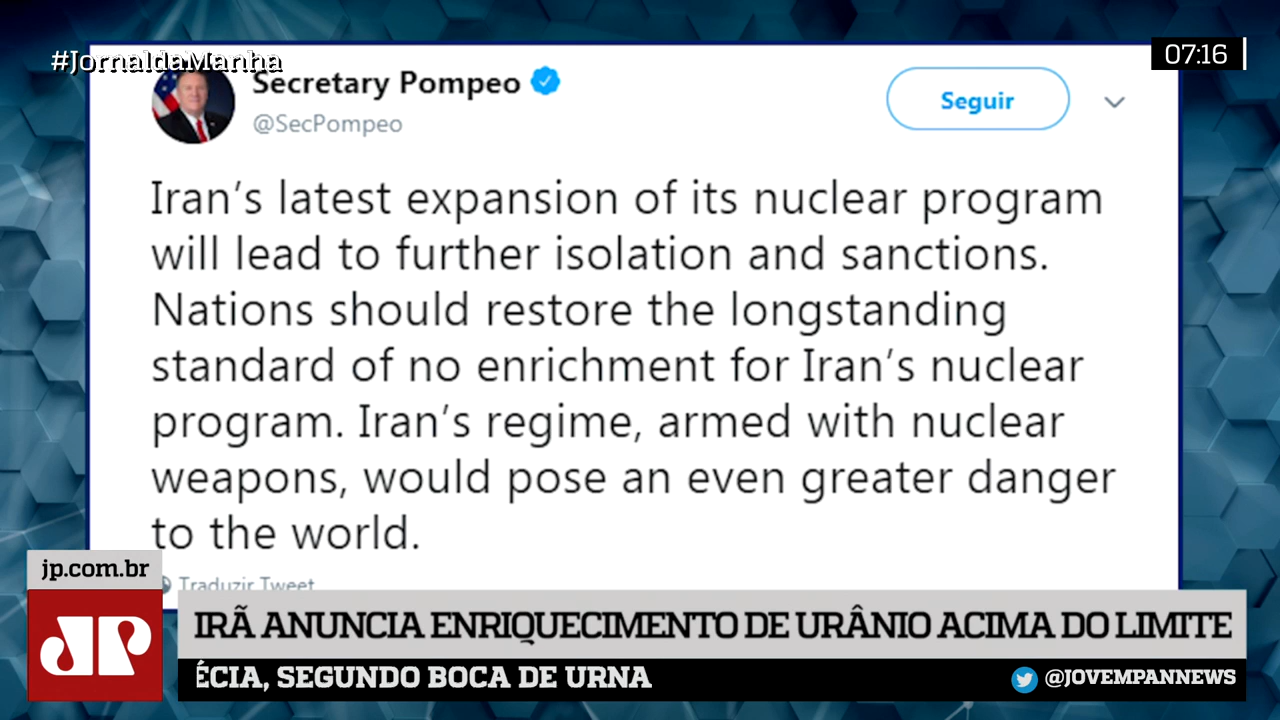 #JornaldaManha
07:16
Secretary Pompeo
@SecPompeo
Seguir
Iran's latest expansion of its nuclear program
will lead to further isolation and sanctions.
Nations should restore the longstanding
standard of no enrichment for Iran's nuclear
program. Iran's regime, armed with nuclear
weapons, would pose an even greater danger
to the world.
Traduzir Tweet
jp.com.br
JP
IRÃ ANUNCIA ENRIQUECIMENTO DE URÂNIO ACIMA DO LIMITE
ÉCIA, SEGUNDO BOCA DE URNA
@JOVEMPANNEWS